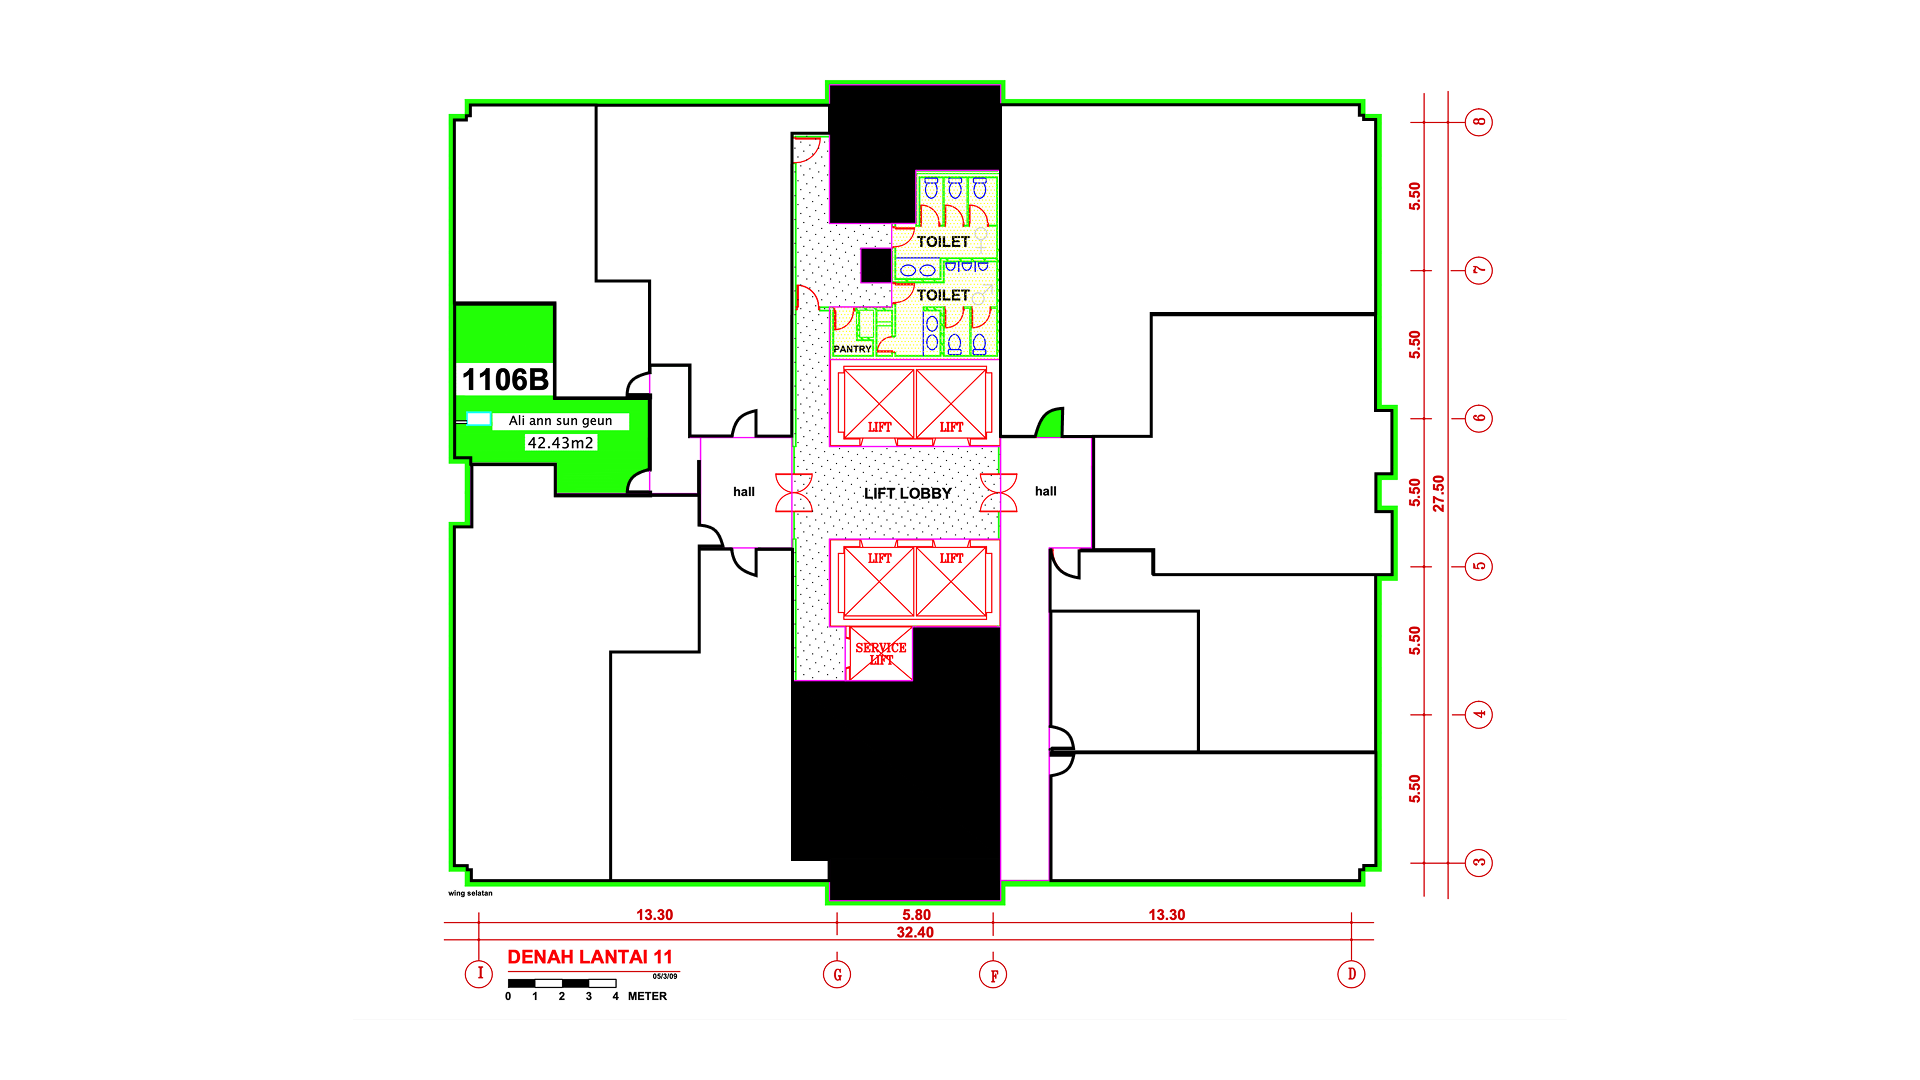 8
5.50
TOILET
7
TOILET
5.50
PANTRY
1106B
6
Ali ann sun geun
LIFT
LIFT
42.43m2
hall
LIFT LOBBY
hall
5.50
27.50
LIFT
LIFT
5
5.50
SERVICE
LIFT
4
5.50
3
wing selatan
13.30
5.80
13.30
32.40
DENAH LANTAI 11
05/3/09
I
G
F
D
0 1 2 3 4 METER